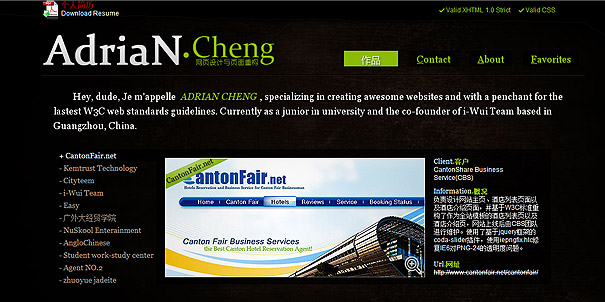 个人简历
Download Resume
Valid XHTML 1.0 Strict
Valid CSS
AdriaN.Cheng
网页设计与页面重构
作品
Contact
About
Favorites
Hey, dude, Je m'appelle ADRIAN CHENG , specializing in creating awesome websites and with a penchant for the
lastest W3C web standards guidelines. Currently as a junior in university and the co-founder of i-Wui Team based in
Guangzhou, China.
+ CantonFair.net
- Kemtrust Technology
- Cityteem
- i-Wui Team
- Easy
- 广外大经贸学院
- NuSkool Enterainment
- AngloChinese
- Student work-study center
- Agent NO.2
- zhuoyue jadeite
CantonFair.net
CantonFair.net
Hotels Reservation and Business Service for Canton Fair Businessman
Home
Canton Fair
Hotels
Reviews
Service
Booking Status
Canton Fair Business Services
the Best Canton Hotel Reservation Agent!
Client.客户
CantonShare Business
Service(CBS)
Information.概况
负责设计网站主页，酒店列表页面以
及酒店介绍页面，并基于W3C标准重
构了作为全站模板的酒店列表页以及
酒店介绍页。网站上线后由CBS团队
进行维护。使用了基于jquery框架的
coda-slider插件。使用iepngfix.htc修
复IE6对PNG-24的透明度问题。
Url.网址
http://www.cantonfair.net/cantonfair/